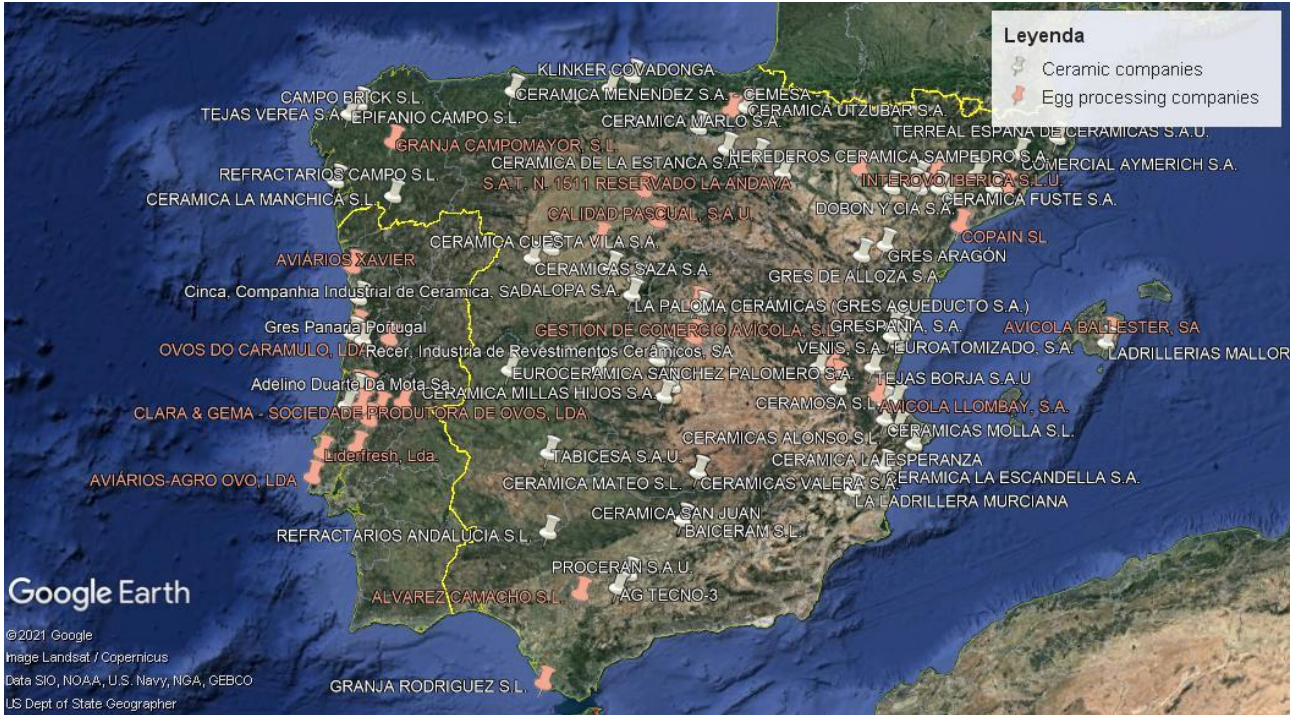 Leyenda
Ceramic companies
Egg processing companies
KLINKER COVADONGA
CERAMICA MENENDEZ S.A. - CEMESA
CAMPO BRICK S.L.
CERAMICA UTZUBAR S.A.
TEJAS VEREA S.A.
EPIFANIO CAMPO S.L.
CERAMICA MARLO S.A.
TERREAL ESPAÑA DE CERAMICAS S.A.U.
GRANJA CAMPOMAYOR, S.L.
CERAMICA DE LA ESTANCA S.A.
HEREDEROS CERAMICA SAMPEDRO S.A.
COMERCIAL AYMERICH S.A.
REFRACTARIOS CAMPO S.L.
S.A.T. N. 1511 RESERVADO LA ANDAYA
INTEROVO IBERICA S.L.U.
CERAMICA LA MANCHICA S.L.
CERAMICA FUSTE S.A.
CALIDAD PASCUAL, S.A.U.
DOBON Y CIA S.A.
COPAIN SL
CERAMICA CUESTA VILA S.A.
GRES ARAGÓN
AVIÁRIOS XAVIER
CERAMICAS SAZA S.A.
GRES DE ALLOZA S.A.
Cinca, Companhia Industrial de Ceramica, SA
DALOPA S.A.
LA PALOMA CERÁMICAS (GRES ACUEDUCTO S.A.)
Gres Panaria Portugal
GESTIÓN DE COMERCIO AVÍCOLA, S.L.
GRESPANIA, S.A.
AVICOLA BALLESTER, SA
OVOS DO CARAMULO, LDA
Recer, Industria de Revestimentos Cerâmicos, SA
VENIS, S.A.
EUROATOMIZADO, S.A.
LADRILLERIAS MALLOR
EUROCERAMICA SANCHEZ PALOMERO S.A.
TEJAS BORJA S.A.U
Adelino Duarte Da Mota Sa
CERAMICA MILLAS HIJOS S.A.
CERAMOSA S.L.
AVICOLA LLOMBAY, S.A.
CLARA & GEMA - SOCIEDADE PRODUTORA DE OVOS, LDA
CERAMICAS ALONSO S.L.
CERAMICAS MOLLA S.L.
Liderfresh, Lda.
TABICESA S.A.U.
CERAMICA LA ESPERANZA
AVIÁRIOS-AGRO OVO, LDA
CERAMICA MATEO S.L.
CERAMICAS VALERA S.A.
CERAMICA LA ESCANDELLA S.A.
LA LADRILLERA MURCIANA
CERAMICA SAN JUAN
REFRACTARIOS ANDALUCIA S.L.
BAICERAM S.L.
PROCERAN S.A.U.
ALVAREZ CAMACHO S.L.
AG TECNO-3
GRANJA RODRIGUEZ S.L.
Google Earth
©2021 Google
Image Landsat / Copernicus
Data SIO, NOAA, U.S. Navy, NGA, GEBCO
US Dept of State Geographer